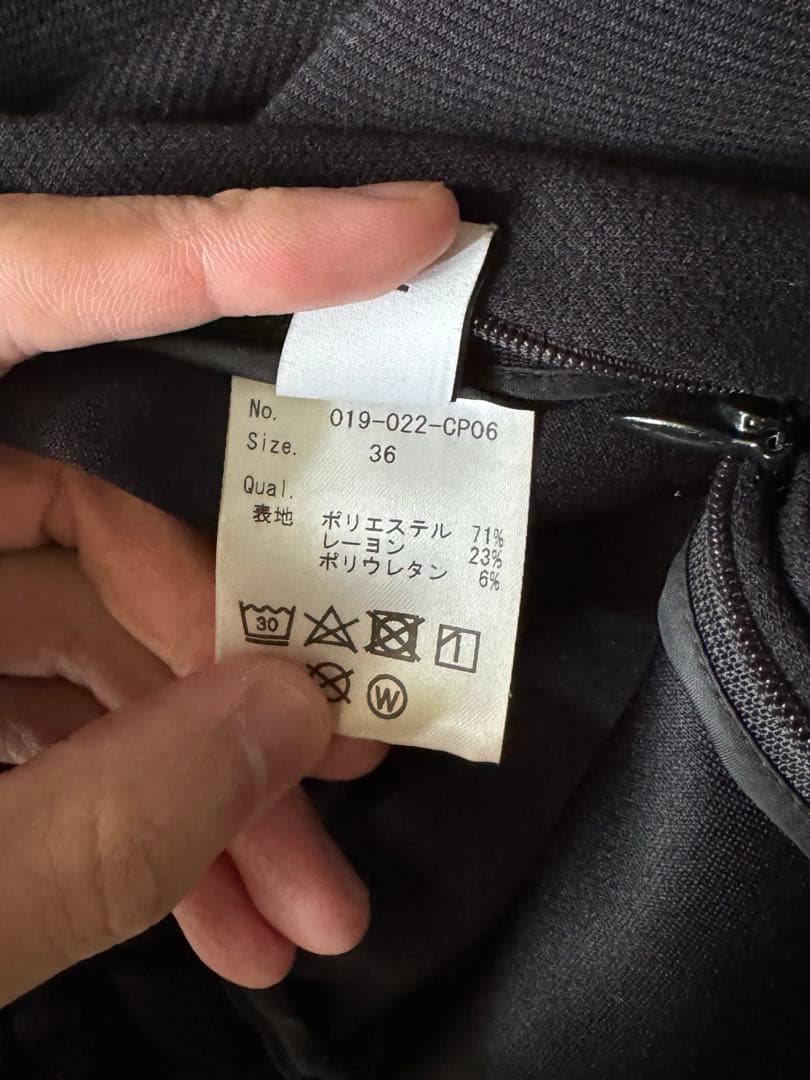 No. 019-022-CP06
Size. 36
Qual.
表地 ポリエステル 71%
レーヨン 23%
ポリウレタン 6%
30
W